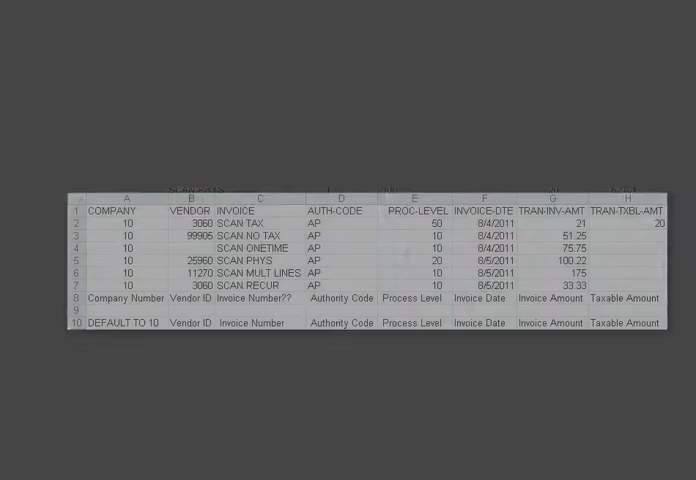 A B C D E F G H
1 COMPANY VENDOR INVOICE AUTH-CODE PROC-LEVEL INVOICE-DTE TRAN-INV-AMT TRAN-TXBL-AMT
2 10 3060 SCAN TAX AP 50 8/4/2011 21 20
3 10 99905 SCAN NO TAX AP 10 8/4/2011 51.25
4 10 SCAN ONETIME AP 10 8/4/2011 75.75
5 10 25960 SCAN PHYS AP 20 8/5/2011 100.22
6 10 11270 SCAN MULT LINES AP 10 8/5/2011 175
7 10 3060 SCAN RECUR AP 10 8/5/2011 33.33
8 Company Number Vendor ID Invoice Number?? Authority Code Process Level Invoice Date Invoice Amount Taxable Amount
9
10 DEFAULT TO 10 Vendor ID Invoice Number Authority Code Process Level Invoice Date Invoice Amount Taxable Amount